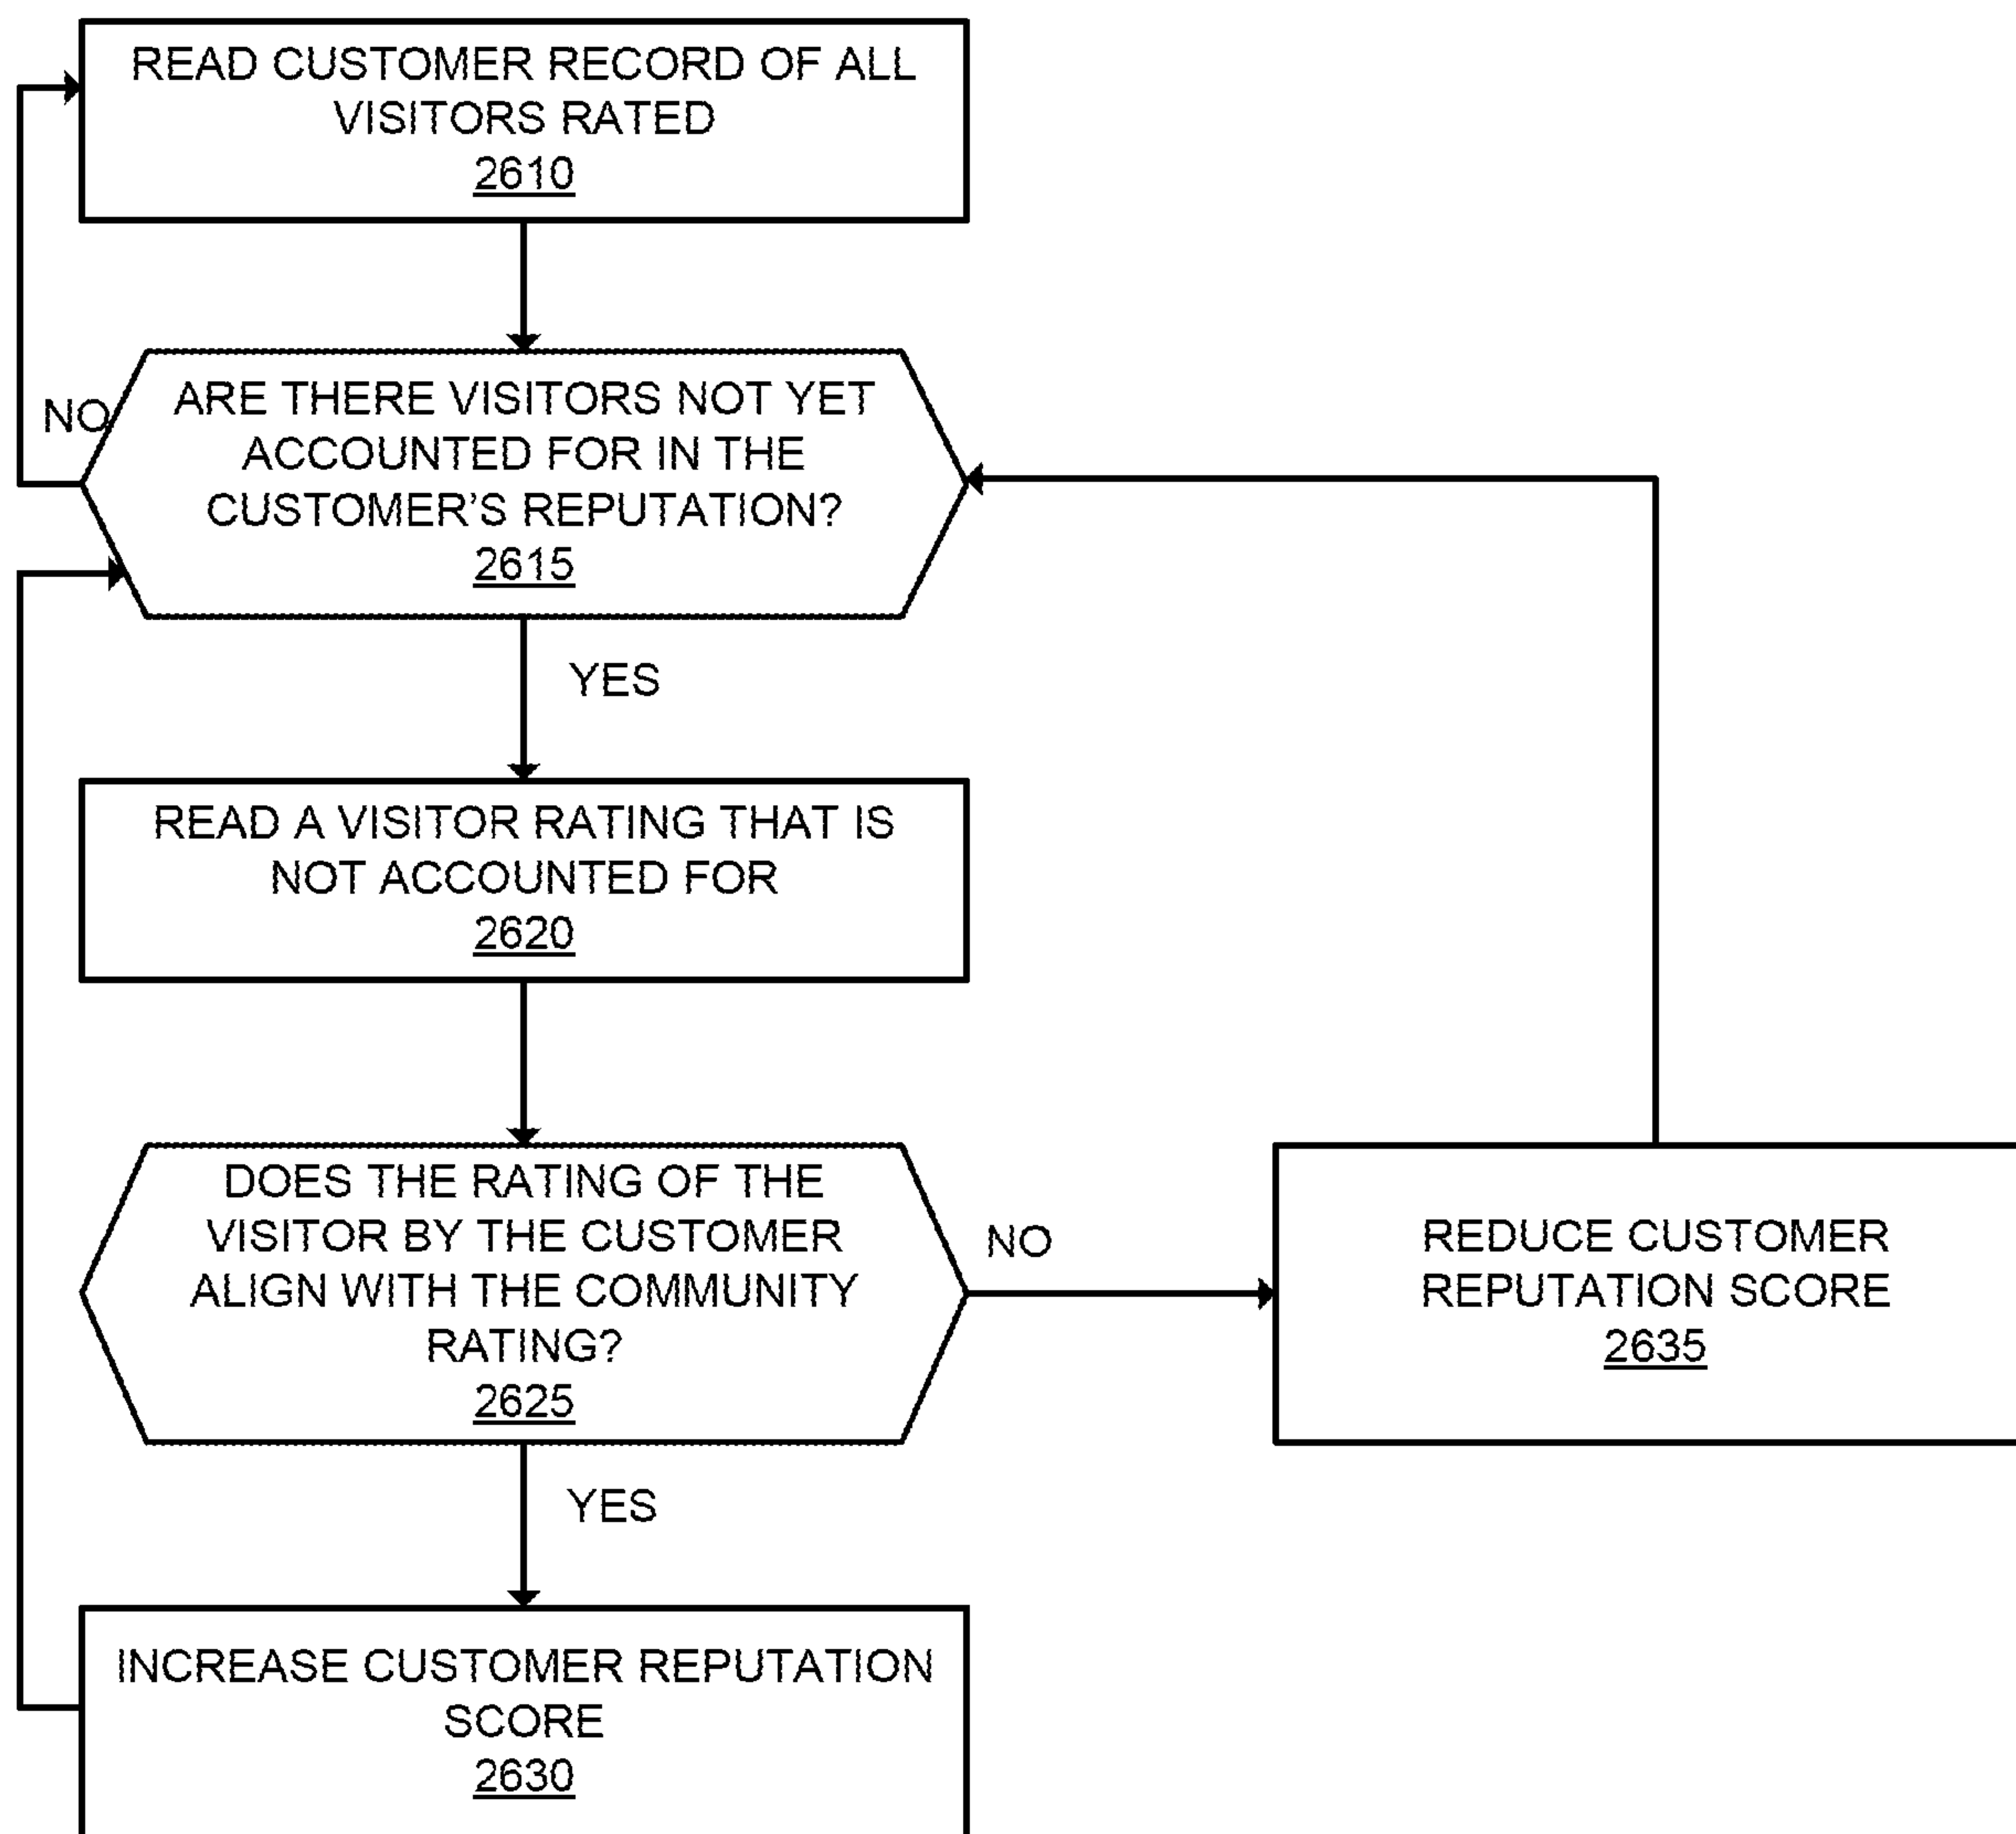 READ CUSTOMER RECORD OF ALL
VISITORS RATED
2610
NO
ARE THERE VISITORS NOT YET
ACCOUNTED FOR IN THE
CUSTOMER'S REPUTATION?
2615
YES
READ A VISITOR RATING THAT IS
NOT ACCOUNTED FOR
2620
DOES THE RATING OF THE
VISITOR BY THE CUSTOMER
ALIGN WITH THE COMMUNITY
RATING?
2625
NO
REDUCE CUSTOMER
REPUTATION SCORE
2635
YES
INCREASE CUSTOMER REPUTATION
SCORE
2630